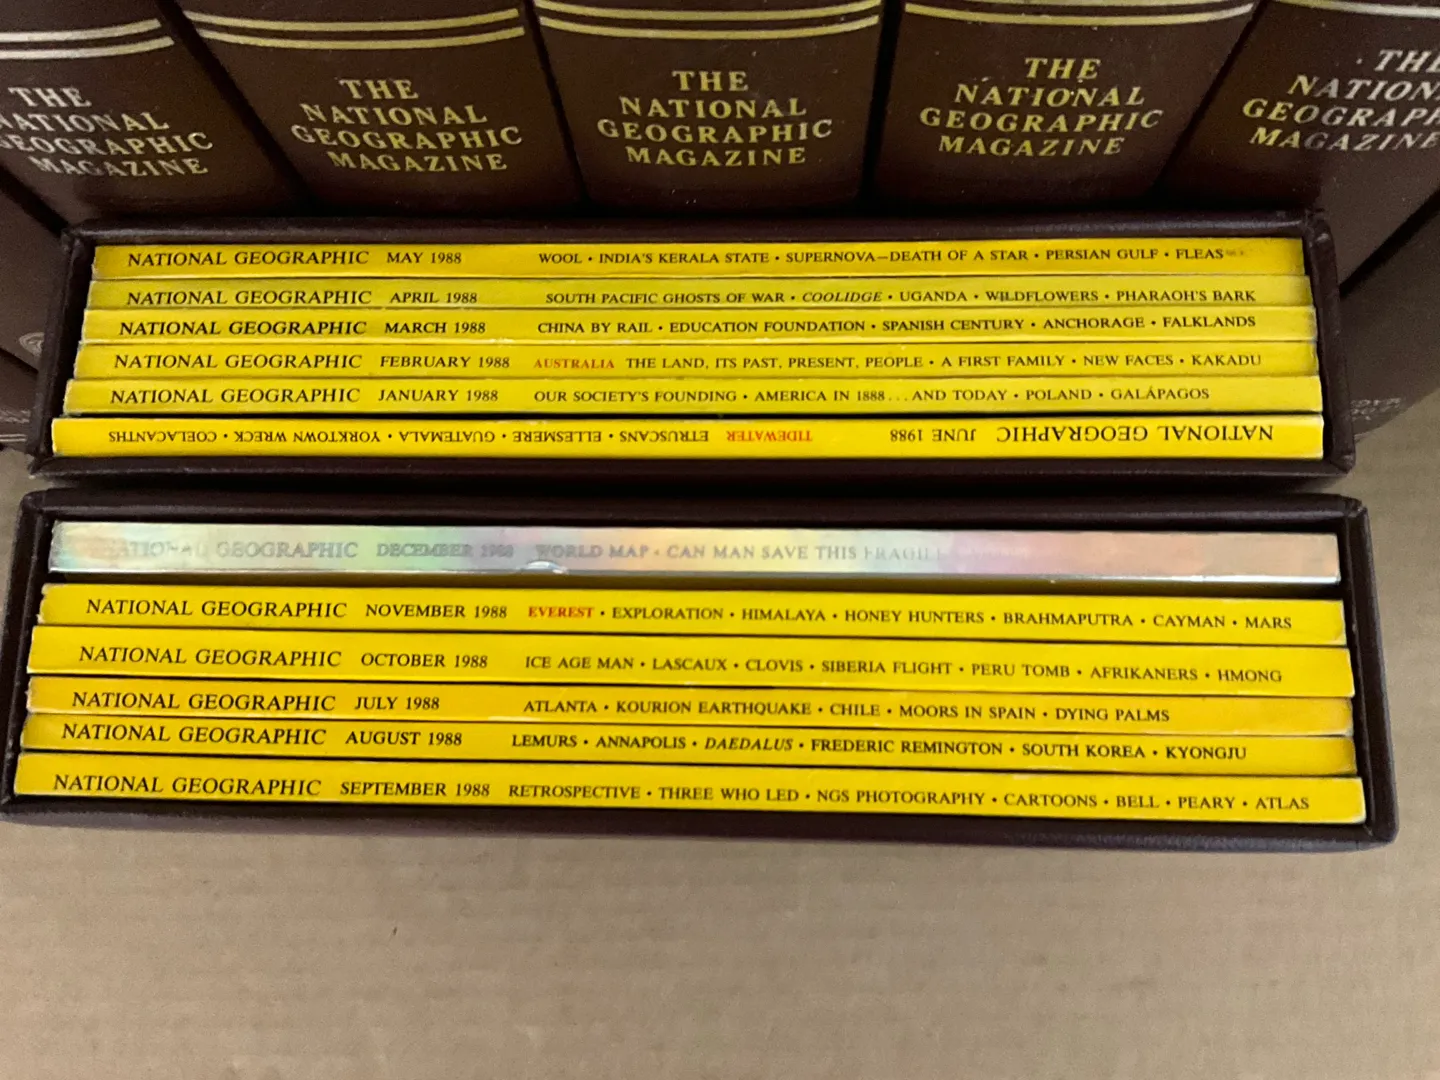 THE
NATIONAL
GEOGRAPHIC
MAGAZINE
THE
NATIONAL
GEOGRAPHIC
MAGAZINE
THE
NATIONAL
GEOGRAPHIC
MAGAZINE
THE
NATIONAL
GEOGRAPHIC
MAGAZINE
THE
NATIONAL
GEOGRAPHIC
MAGAZINE
NATIONAL GEOGRAPHIC MAY 1988 WOOL • INDIA'S KERALA STATE • SUPERNOVA—DEATH OF A STAR • PERSIAN GULF • FLEAS
NATIONAL GEOGRAPHIC APRIL 1988 SOUTH PACIFIC GHOSTS OF WAR • COOLIDGE • UGANDA • WILDFLOWERS • PHARAOH'S BARK
NATIONAL GEOGRAPHIC MARCH 1988 CHINA BY RAIL • EDUCATION FOUNDATION • SPANISH CENTURY • ANCHORAGE • FALKLANDS
NATIONAL GEOGRAPHIC FEBRUARY 1988 AUSTRALIA THE LAND, ITS PAST, PRESENT, PEOPLE • A FIRST FAMILY • NEW FACES • KAKADU
NATIONAL GEOGRAPHIC JANUARY 1988 OUR SOCIETY'S FOUNDING • AMERICA IN 1888...AND TODAY • POLAND • GALÁPAGOS
NATIONAL GEOGRAPHIC JUNE 1988 TIDEWATER ETRUSCANS • ELLESMERE • GUATEMALA • YORKTOWN WRECK • COELACANTHS
NATIONAL GEOGRAPHIC DECEMBER 1988 WORLD MAP • CAN MAN SAVE THIS FRAGILE
NATIONAL GEOGRAPHIC NOVEMBER 1988 EVEREST • EXPLORATION • HIMALAYA • HONEY HUNTERS • BRAHMAPUTRA • CAYMAN • MARS
NATIONAL GEOGRAPHIC OCTOBER 1988 ICE AGE MAN • LASCAUX • CLOVIS • SIBERIA FLIGHT • PERU TOMB • AFRIKANERS • HMONG
NATIONAL GEOGRAPHIC JULY 1988 ATLANTA • KOURION EARTHQUAKE • CHILE • MOORS IN SPAIN • DYING PALMS
NATIONAL GEOGRAPHIC AUGUST 1988 LEMURS • ANNAPOLIS • DAEDALUS • FREDERIC REMINGTON • SOUTH KOREA • KYONGJU
NATIONAL GEOGRAPHIC SEPTEMBER 1988 RETROSPECTIVE • THREE WHO LED • NGS PHOTOGRAPHY • CARTOONS • BELL • PEARY • ATLAS